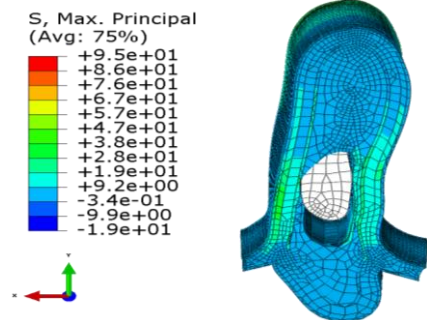 S, Max. Principal
(Avg: 75%)
+9.5e+01
+8.6e+01
+7.6e+01
+6.7e+01
+5.7e+01
+4.7e+01
+3.8e+01
+2.8e+01
+1.9e+01
+9.2e+00
-3.4e-01
-9.9e+00
-1.9e+01
Y
X